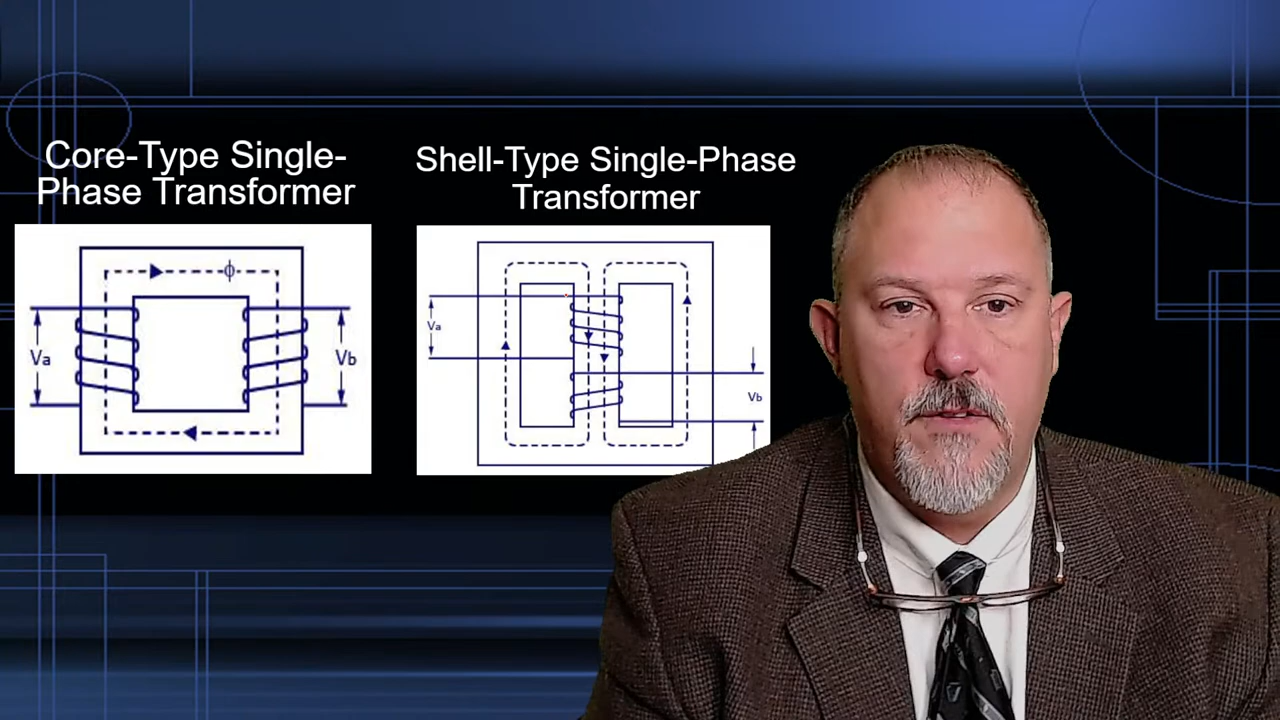 Core-Type Single-
Phase Transformer
Shell-Type Single-Phase
Transformer
ϕ
Va
Vb
Va
Vb